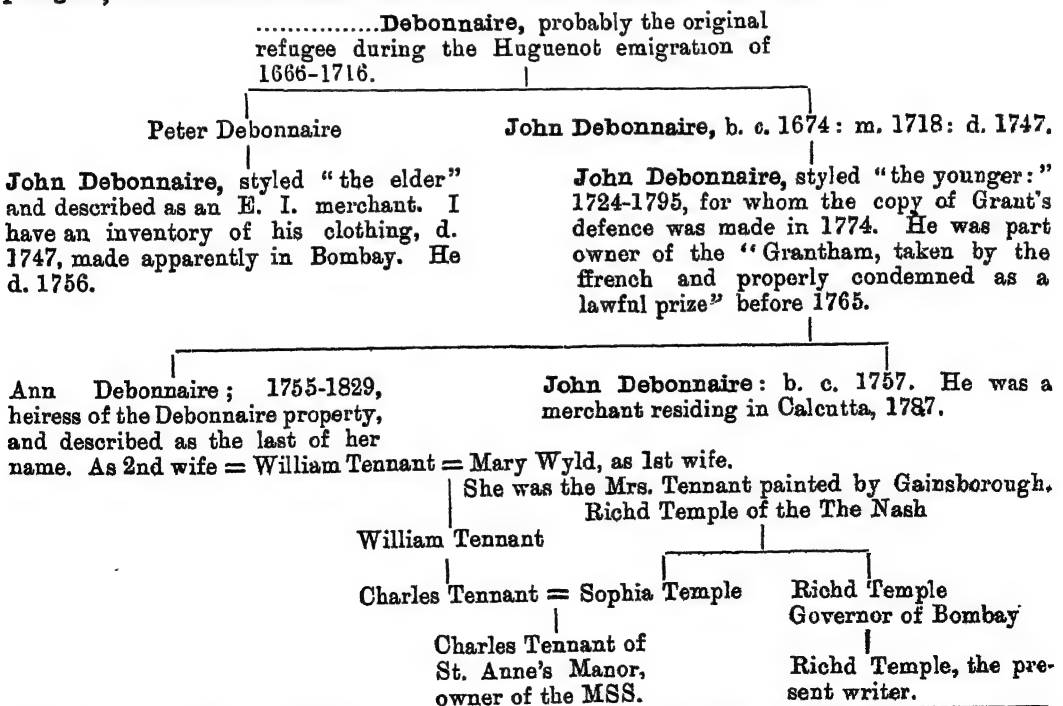 ................Debonnaire, probably the original
refugee during the Huguenot emigration of
1666-1716.
Peter Debonnaire
John Debonnaire, b. c. 1674: m. 1718: d. 1747.
John Debonnaire, styled "the elder"
and described as an E. I. merchant. I
have an inventory of his clothing, d.
1747, made apparently in Bombay. He
d. 1756.
John Debonnaire, styled "the younger:"
1724-1795, for whom the copy of Grant's
defence was made in 1774. He was part
owner of the "Grantham, taken by the
ffrench and properly condemned as a
lawful prize" before 1765.
Ann Debonnaire; 1755-1829,
heiress of the Debonnaire property,
and described as the last of her
name. As 2nd wife = William Tennant = Mary Wyld, as 1st wife.
John Debonnaire: b. c. 1757. He was a
merchant residing in Calcutta, 1787.
She was the Mrs. Tennant painted by Gainsborough.
Richd Temple of the The Nash
William Tennant
Charles Tennant = Sophia Temple
Richd Temple
Governor of Bombay
Charles Tennant of
St. Anne's Manor,
owner of the MSS.
Richd Temple, the pre-
sent writer.